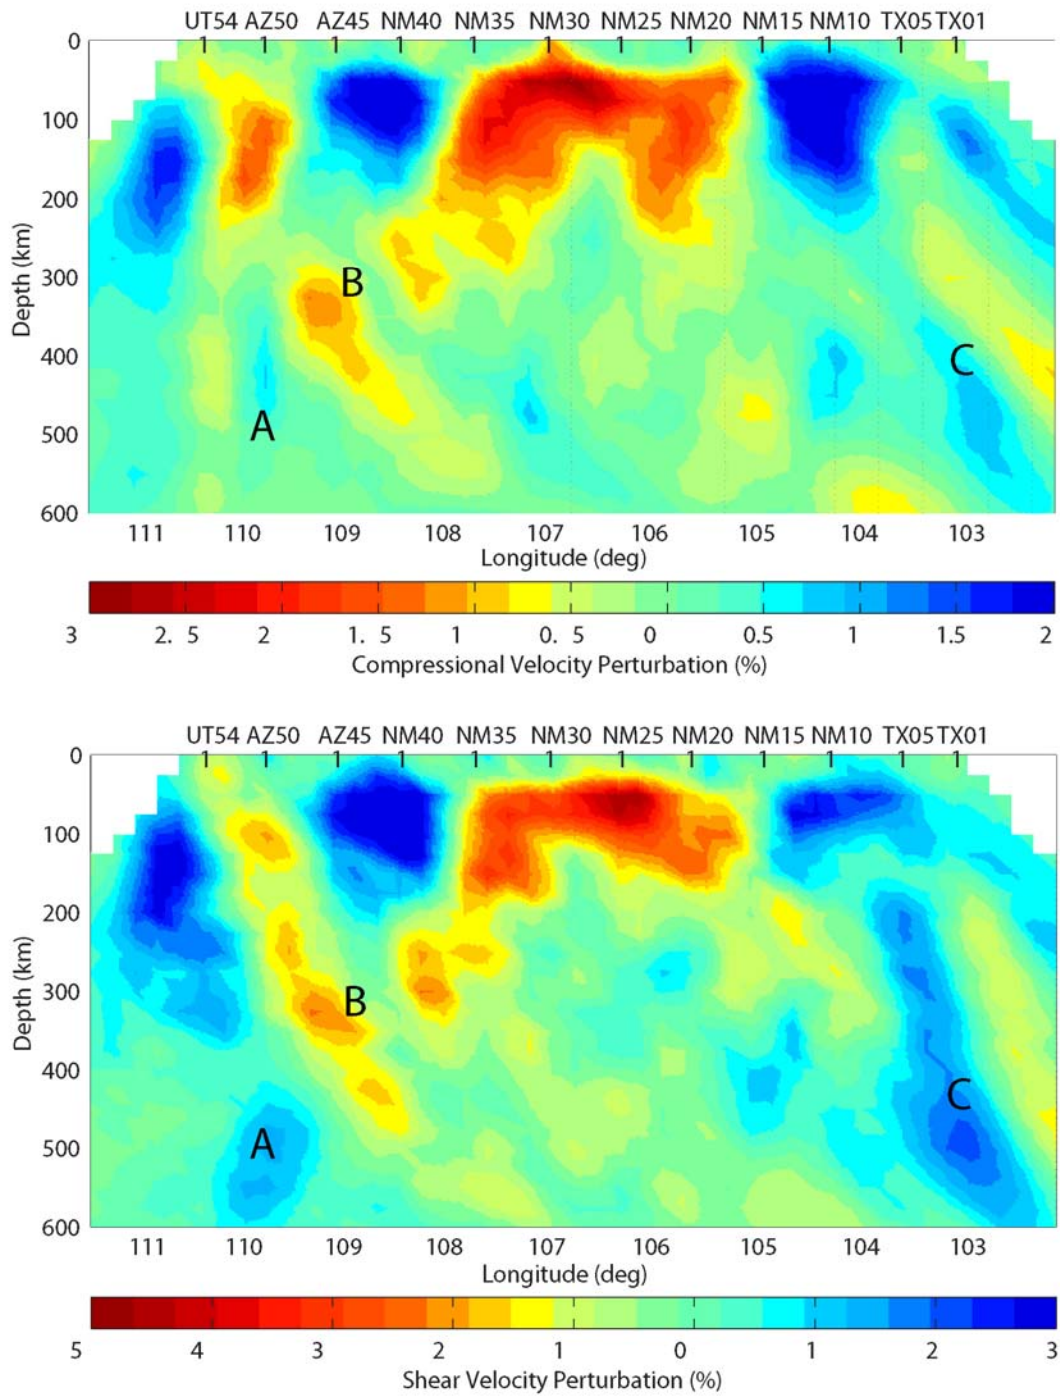 UT54 AZ50 AZ45 NM40 NM35 NM30 NM25 NM20 NM15 NM10 TX05 TX01
0
100
200
300
400
500
600
Depth (km)
A
B
C
111 110 109 108 107 106 105 104 103
Longitude (deg)
3 2. 5 2 1. 5 1 0. 5 0 0.5 1 1.5 2
Compressional Velocity Perturbation (%)
UT54 AZ50 AZ45 NM40 NM35 NM30 NM25 NM20 NM15 NM10 TX05 TX01
0
100
200
300
400
500
600
Depth (km)
A
B
C
111 110 109 108 107 106 105 104 103
Longitude (deg)
5 4 3 2 1 0 1 2 3
Shear Velocity Perturbation (%)